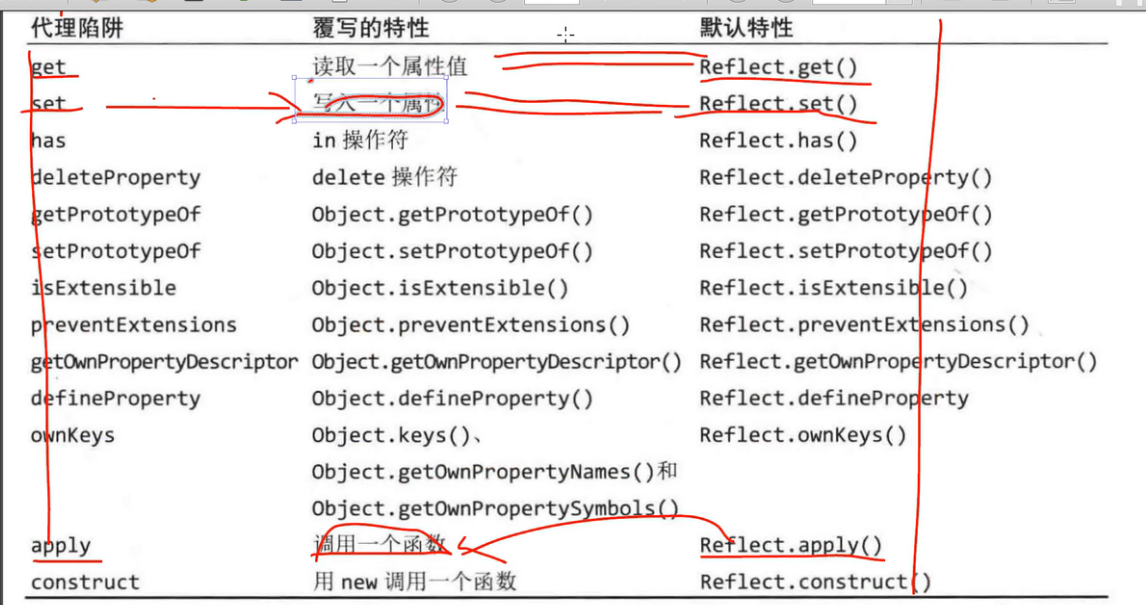 代理陷阱 覆写的特性 默认特性
get 读取一个属性值 Reflect.get()
set 写入一个属性 Reflect.set()
has in 操作符 Reflect.has()
deleteProperty delete 操作符 Reflect.deleteProperty()
getPrototypeOf Object.getPrototypeOf() Reflect.getPrototypeOf()
setPrototypeOf Object.setPrototypeOf() Reflect.setPrototypeOf()
isExtensible Object.isExtensible() Reflect.isExtensible()
preventExtensions Object.preventExtensions() Reflect.preventExtensions()
getOwnPropertyDescriptor Object.getOwnPropertyDescriptor() Reflect.getOwnPropertyDescriptor()
defineProperty Object.defineProperty() Reflect.defineProperty
ownKeys Object.keys()、 Reflect.ownKeys()
Object.getOwnPropertyNames()和
Object.getOwnPropertySymbols()
apply 调用一个函数 Reflect.apply()
construct 用 new 调用一个函数 Reflect.construct()